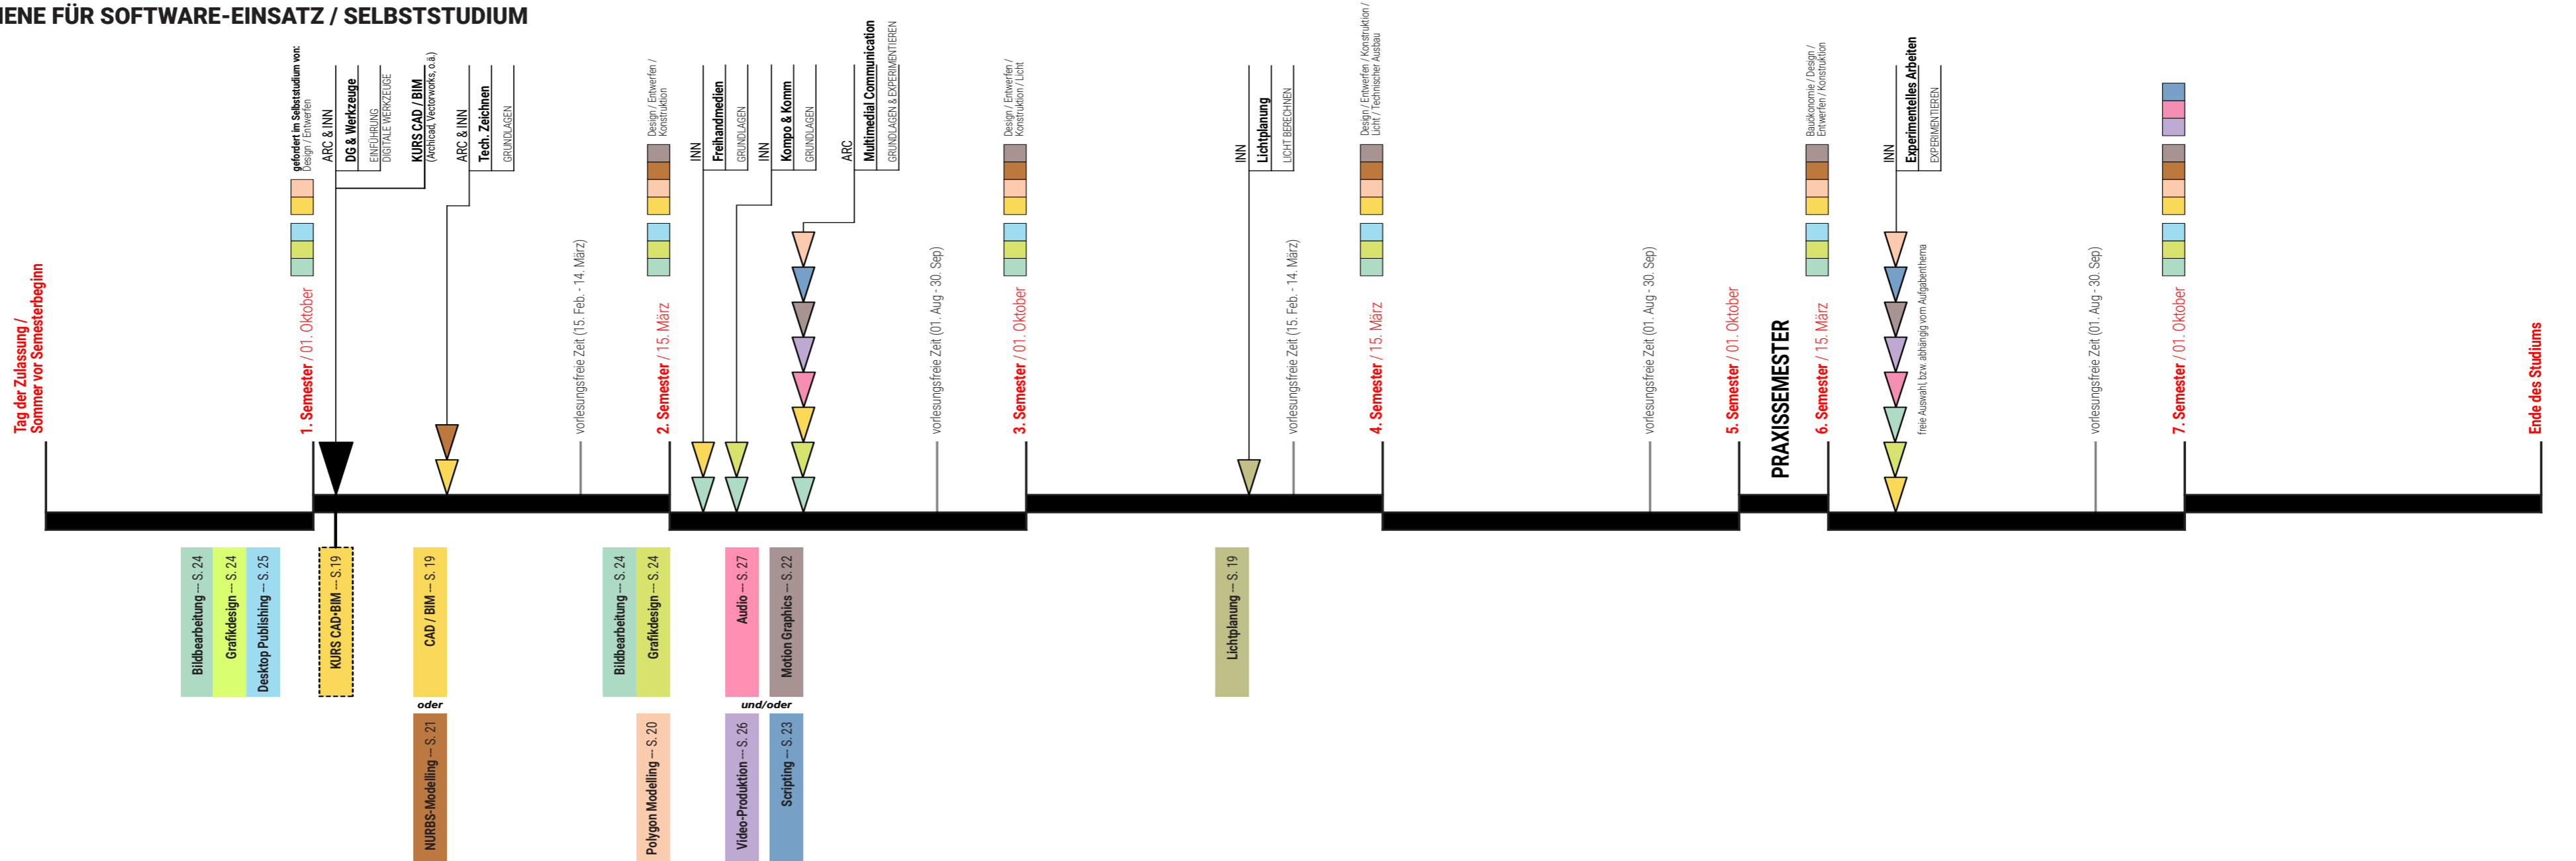 IENE FÜR SOFTWARE-EINSATZ / SELBSTSTUDIUM
Tag der Zulassung /
Sommer vor Semesterbeginn
1. Semester / 01. Oktober
gefordert im Selbststudium von:
Design / Entwerfen
ARC & INN
DG & Werkzeuge
EINFÜHRUNG
DIGITALE WERKZEUGE
KURS CAD / BIM
(Archicad, Vectorworks, o.ä.)
ARC & INN
Tech. Zeichnen
GRUNDLAGEN
vorlesungsfreie Zeit (15. Feb. - 14. März)
2. Semester / 15. März
Design / Entwerfen /
Konstruktion
INN
Freihandmedien
GRUNDLAGEN
INN
Kompo & Komm
GRUNDLAGEN
ARC
Multimedial Communication
GRUNDLAGEN & EXPERIMENTIEREN
vorlesungsfreie Zeit (01. Aug - 30. Sep)
3. Semester / 01. Oktober
Design / Entwerfen /
Konstruktion / Licht
INN
Lichtplanung
LICHT BERECHNEN
vorlesungsfreie Zeit (15. Feb. - 14. März)
4. Semester / 15. März
Design / Entwerfen / Konstruktion /
Licht / Technischer Ausbau
vorlesungsfreie Zeit (01. Aug - 30. Sep)
5. Semester / 01. Oktober
PRAXISSEMESTER
6. Semester / 15. März
Bauökonomie / Design /
Entwerfen / Konstruktion
INN
Experimentelles Arbeiten
EXPERIMENTIEREN
freie Auswahl, bzw. abhängig vom Aufgabenthema
vorlesungsfreie Zeit (01. Aug - 30. Sep)
7. Semester / 01. Oktober
Ende des Studiums
Bildbearbeitung --- S. 24
Grafikdesign --- S. 24
Desktop Publishing --- S. 25
KURS CAD+BIM --- S. 19
CAD / BIM --- S. 19
oder
NURBS-Modelling --- S. 21
Bildbearbeitung --- S. 24
Grafikdesign --- S. 24
Polygon Modelling --- S. 20
Audio --- S. 27
Motion Graphics --- S. 22
und/oder
Video-Produktion --- S. 26
Scripting --- S. 23
Lichtplanung --- S. 19